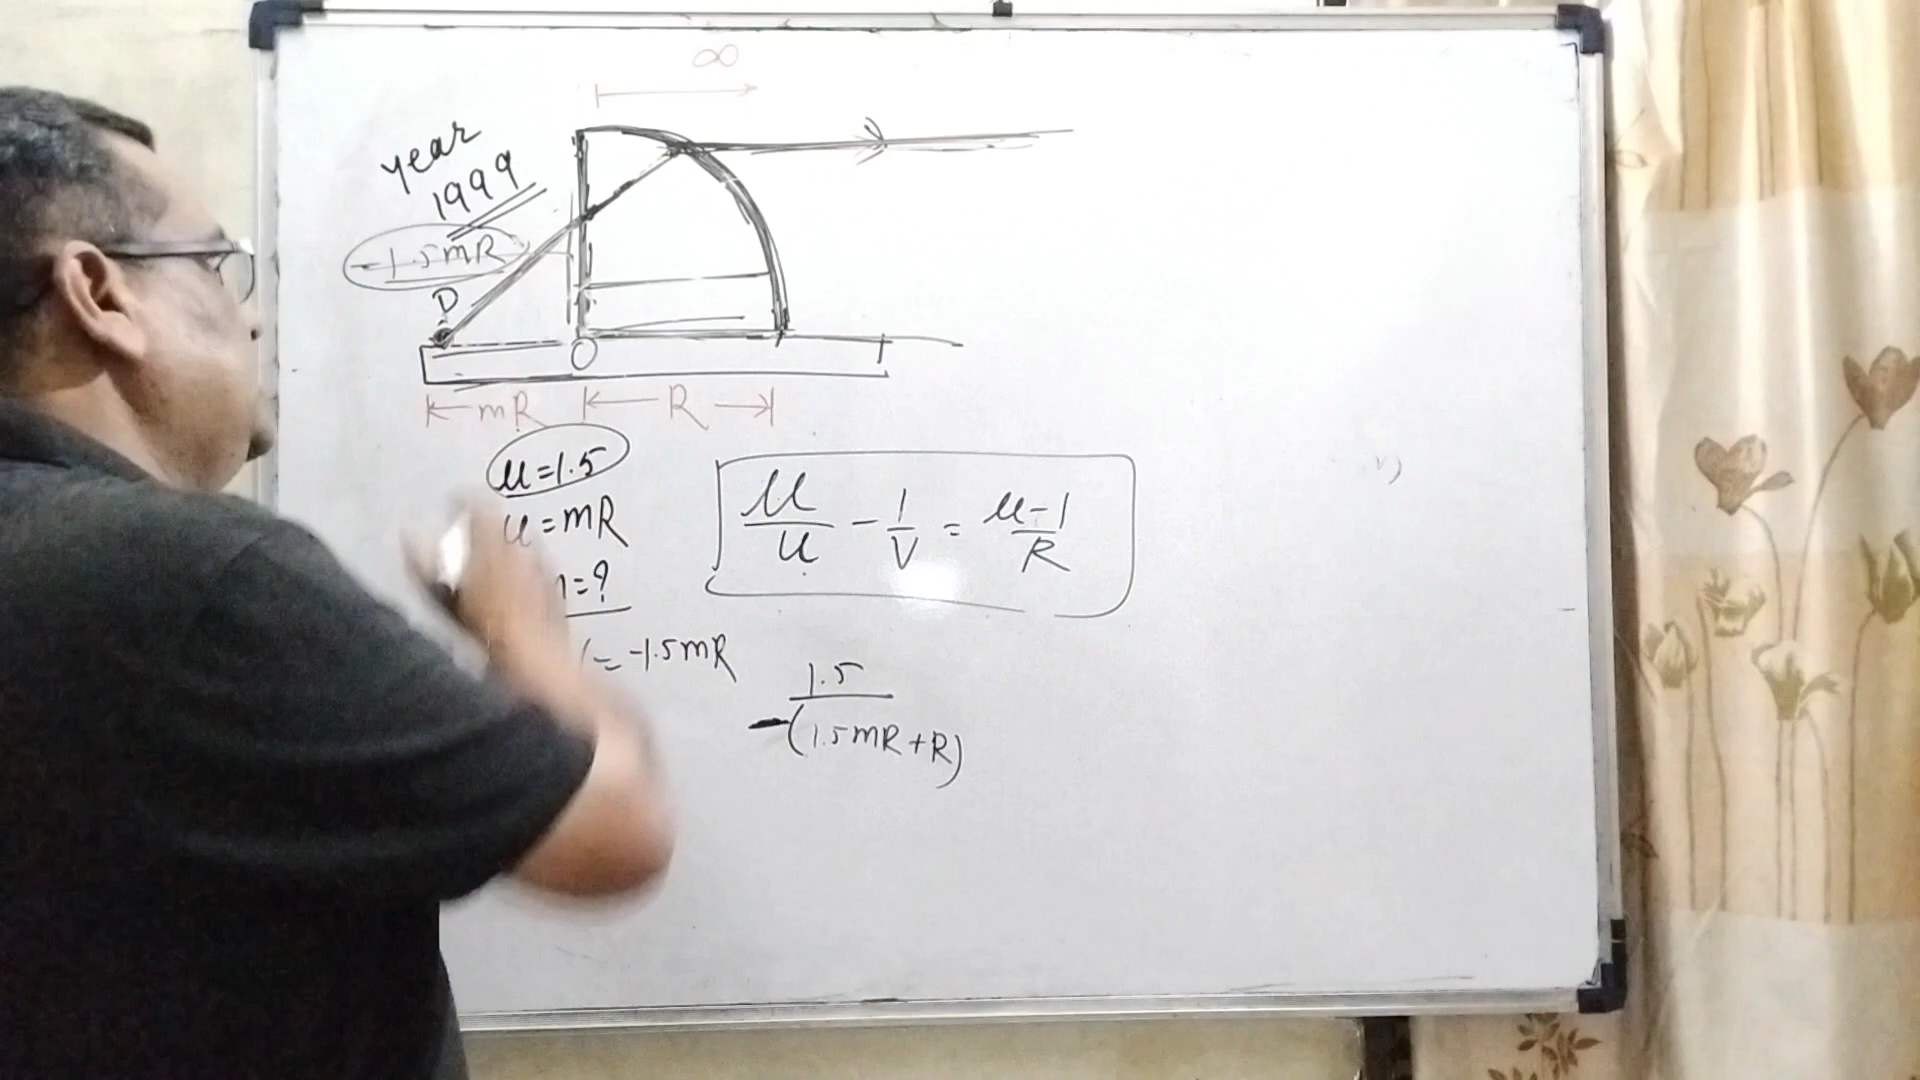 ∞
year
1999
-1.5mR
P
O
mR R
μ=1.5
u=mR
=?
= -1.5mR
μ/u - 1/v = μ-1/R
1.5/-(1.5mR+R)